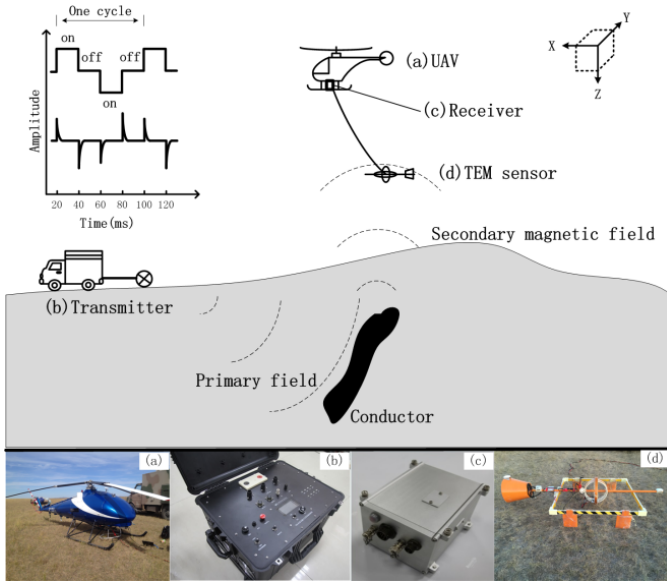 One cycle
on
off
off
on
Amplitude
20 40 60 80 100 120
Time(ms)
(a)UAV
(c)Receiver
(d)TEM sensor
X
Y
Z
Secondary magnetic field
(b)Transmitter
Primary field
Conductor
(a)
(b)
(c)
(d)